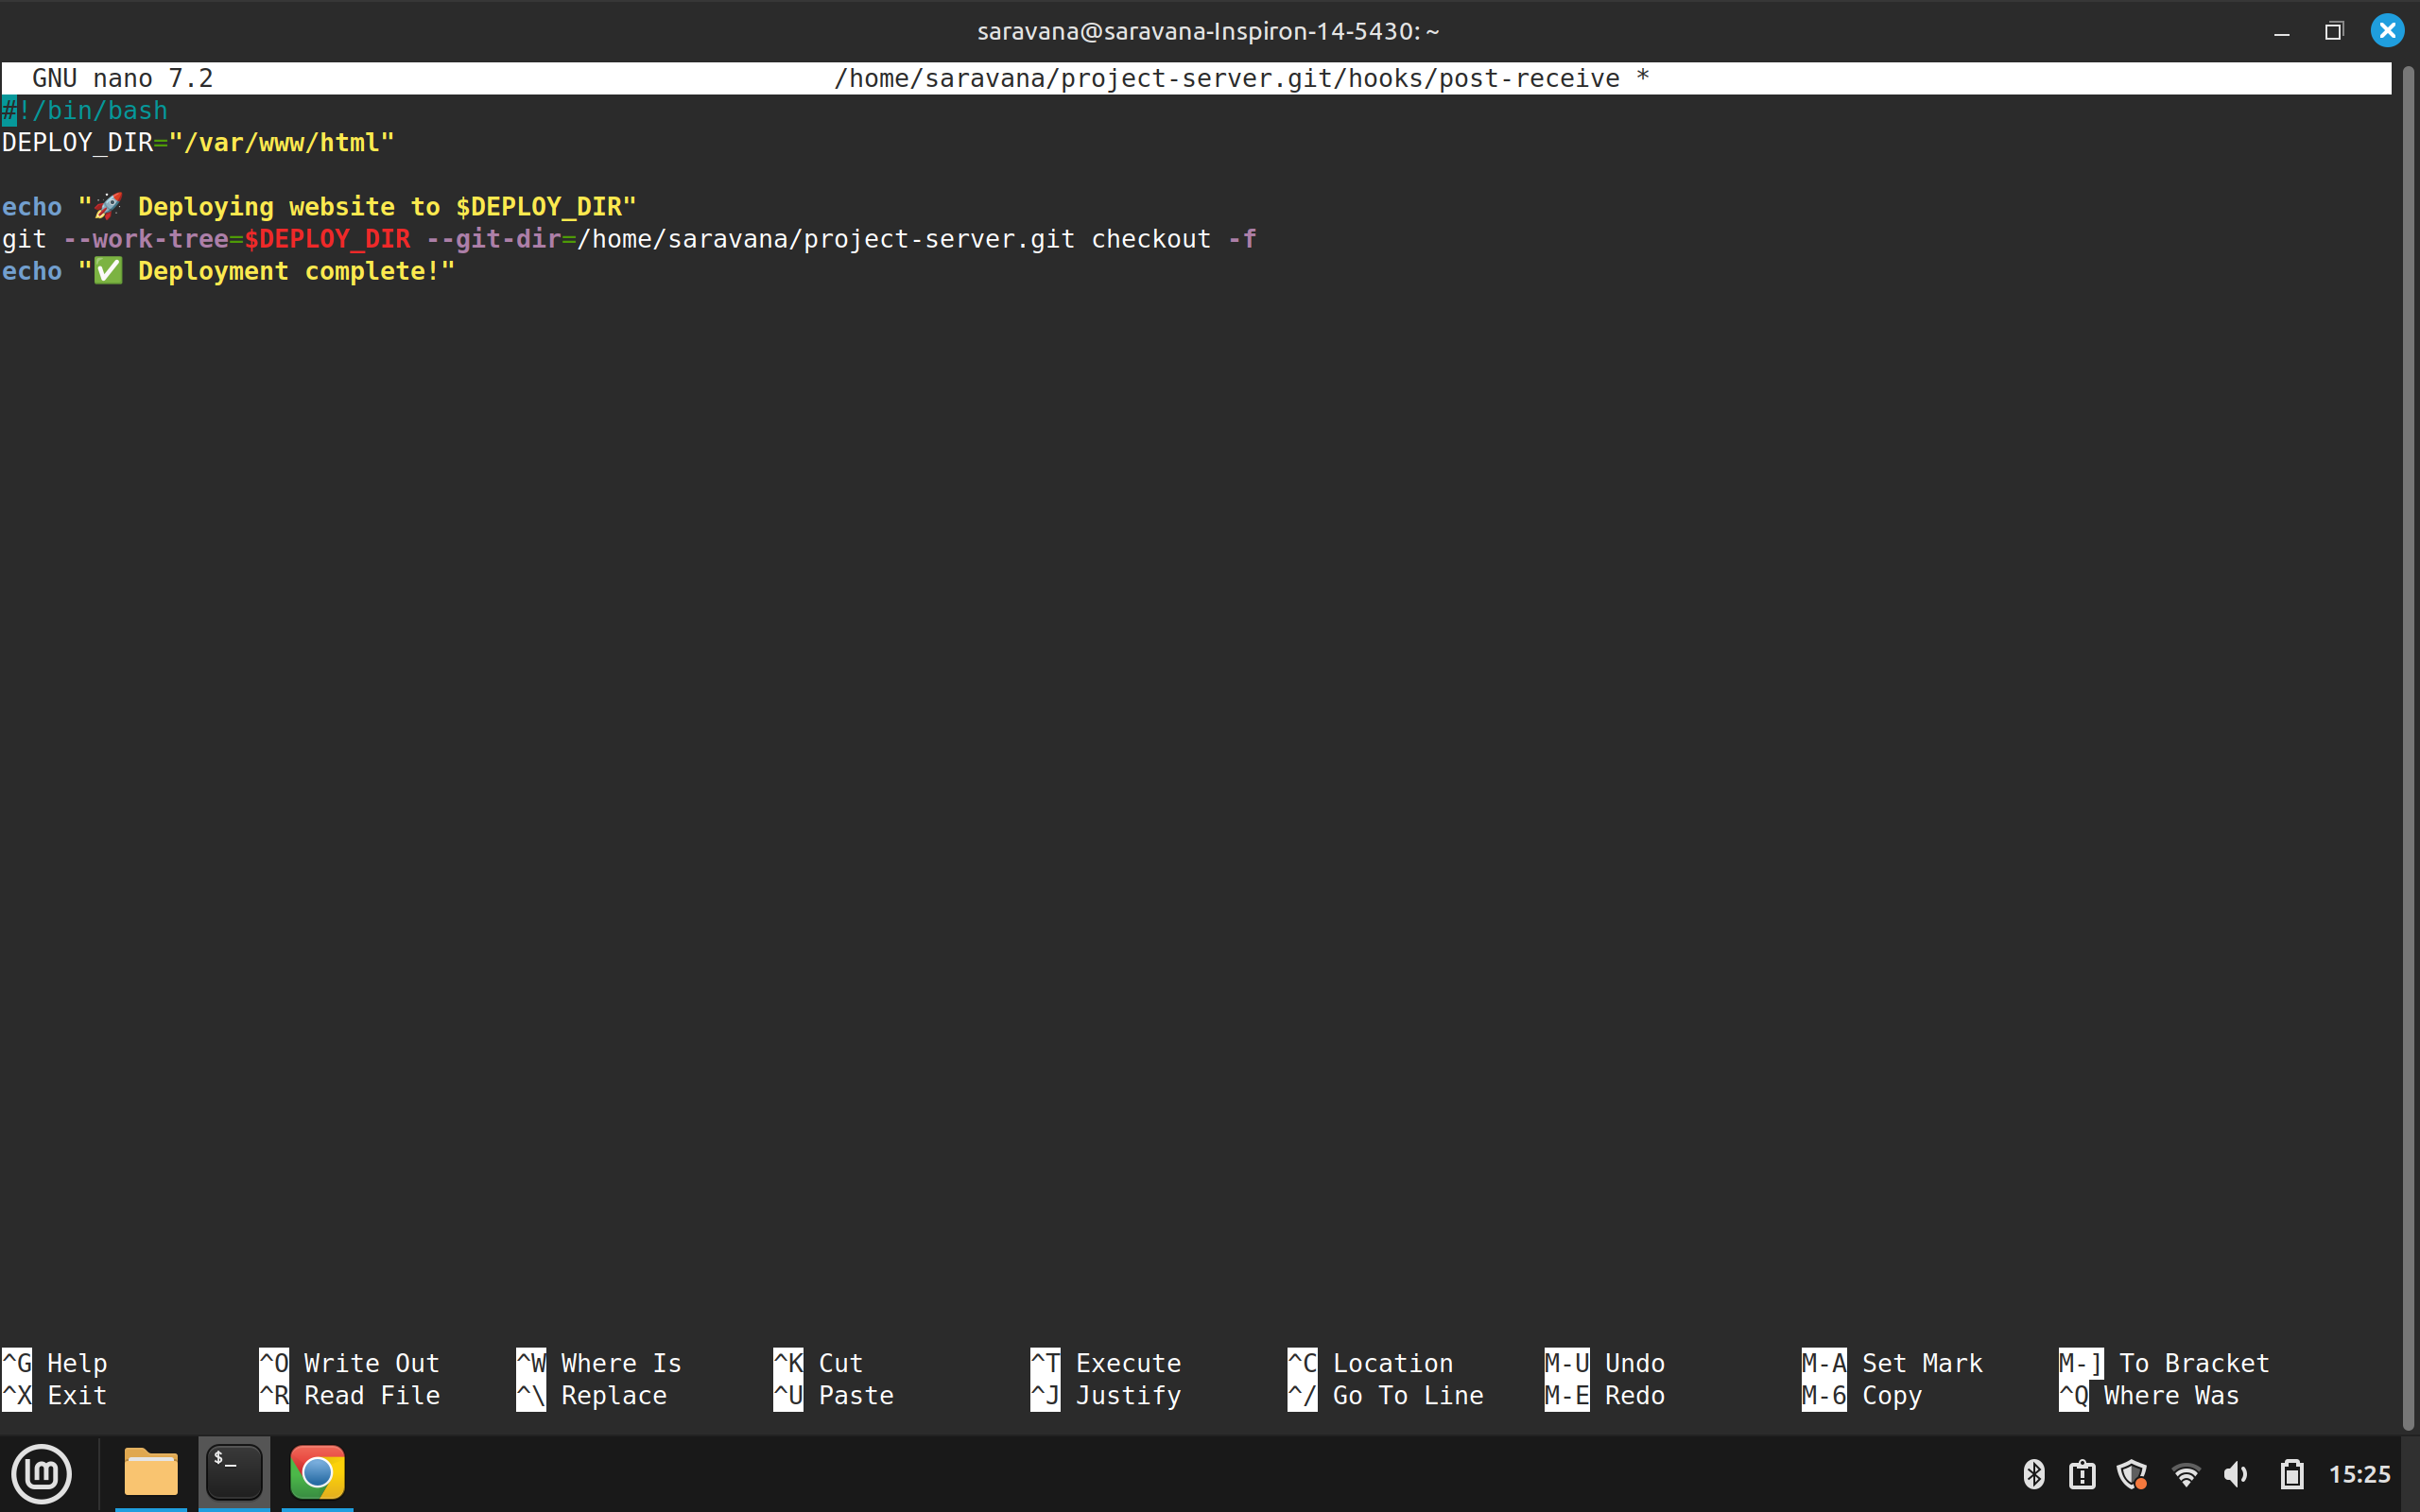 saravana@saravana-Inspiron-14-5430: ~
GNU nano 7.2 /home/saravana/project-server.git/hooks/post-receive *
#!/bin/bash
DEPLOY_DIR="/var/www/html"
echo "🚀 Deploying website to $DEPLOY_DIR"
git --work-tree=$DEPLOY_DIR --git-dir=/home/saravana/project-server.git checkout -f
echo "✅ Deployment complete!"
^G Help ^O Write Out ^W Where Is ^K Cut ^T Execute ^C Location M-U Undo M-A Set Mark M-] To Bracket
^X Exit ^R Read File ^\ Replace ^U Paste ^J Justify ^/ Go To Line M-E Redo M-6 Copy ^Q Where Was
$_
15:25